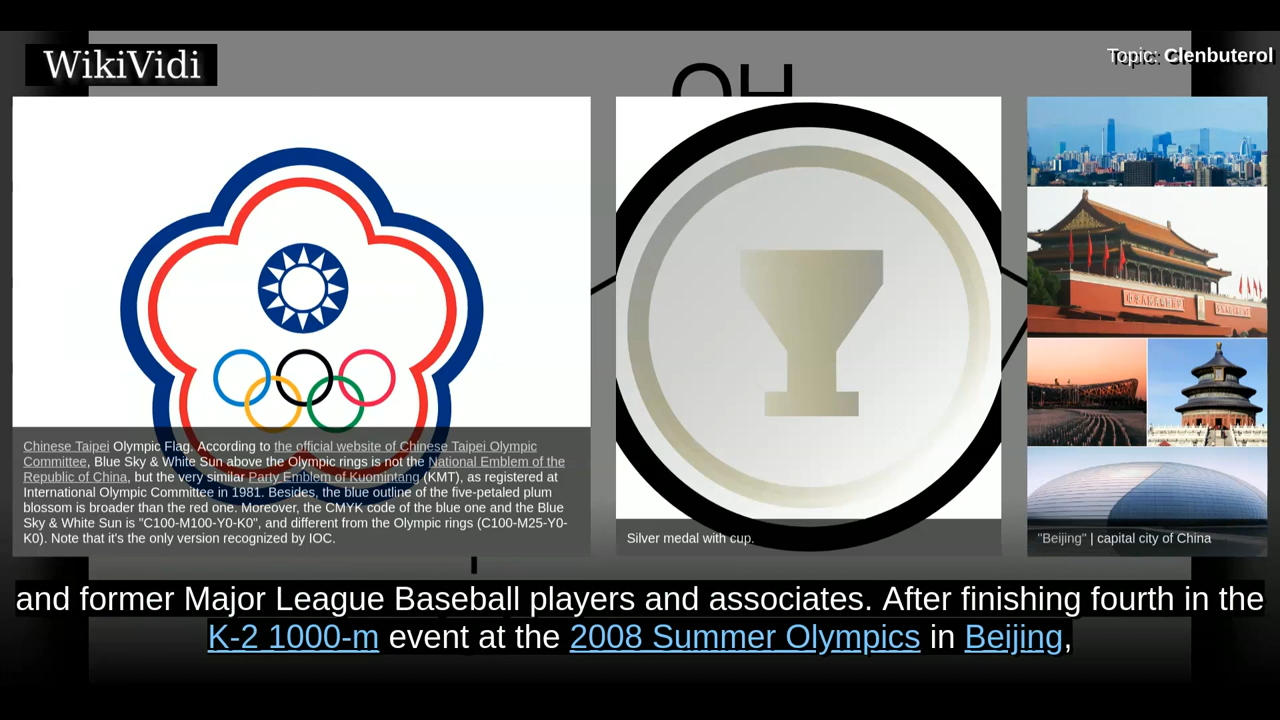 WikiVidi
Topic: Clenbuterol
OH
Chinese Taipei Olympic Flag. According to the official website of Chinese Taipei Olympic
Committee, Blue Sky & White Sun above the Olympic rings is not the National Emblem of the
Republic of China, but the very similar Party Emblem of Kuomintang (KMT), as registered at
International Olympic Committee in 1981. Besides, the blue outline of the five-petaled plum
blossom is broader than the red one. Moreover, the CMYK code of the blue one and the Blue
Sky & White Sun is "C100-M100-Y0-K0", and different from the Olympic rings (C100-M25-Y0-
K0). Note that it's the only version recognized by IOC.
Silver medal with cup.
"Beijing" | capital city of China
and former Major League Baseball players and associates. After finishing fourth in the
K-2 1000-m event at the 2008 Summer Olympics in Beijing,